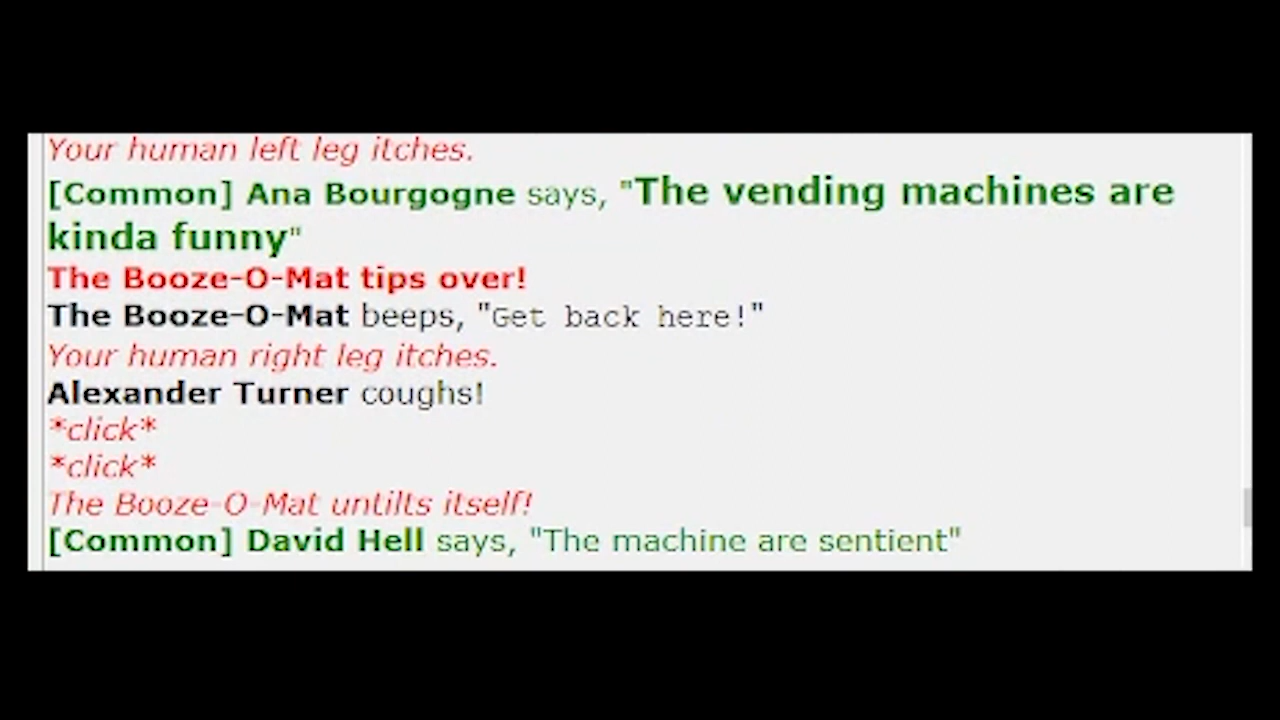 Your human left leg itches.
[Common] Ana Bourgogne says, "The vending machines are
kinda funny"
The Booze-O-Mat tips over!
The Booze-O-Mat beeps, "Get back here!"
Your human right leg itches.
Alexander Turner coughs!
*click*
*click*
The Booze-O-Mat untilts itself!
[Common] David Hell says, "The machine are sentient"